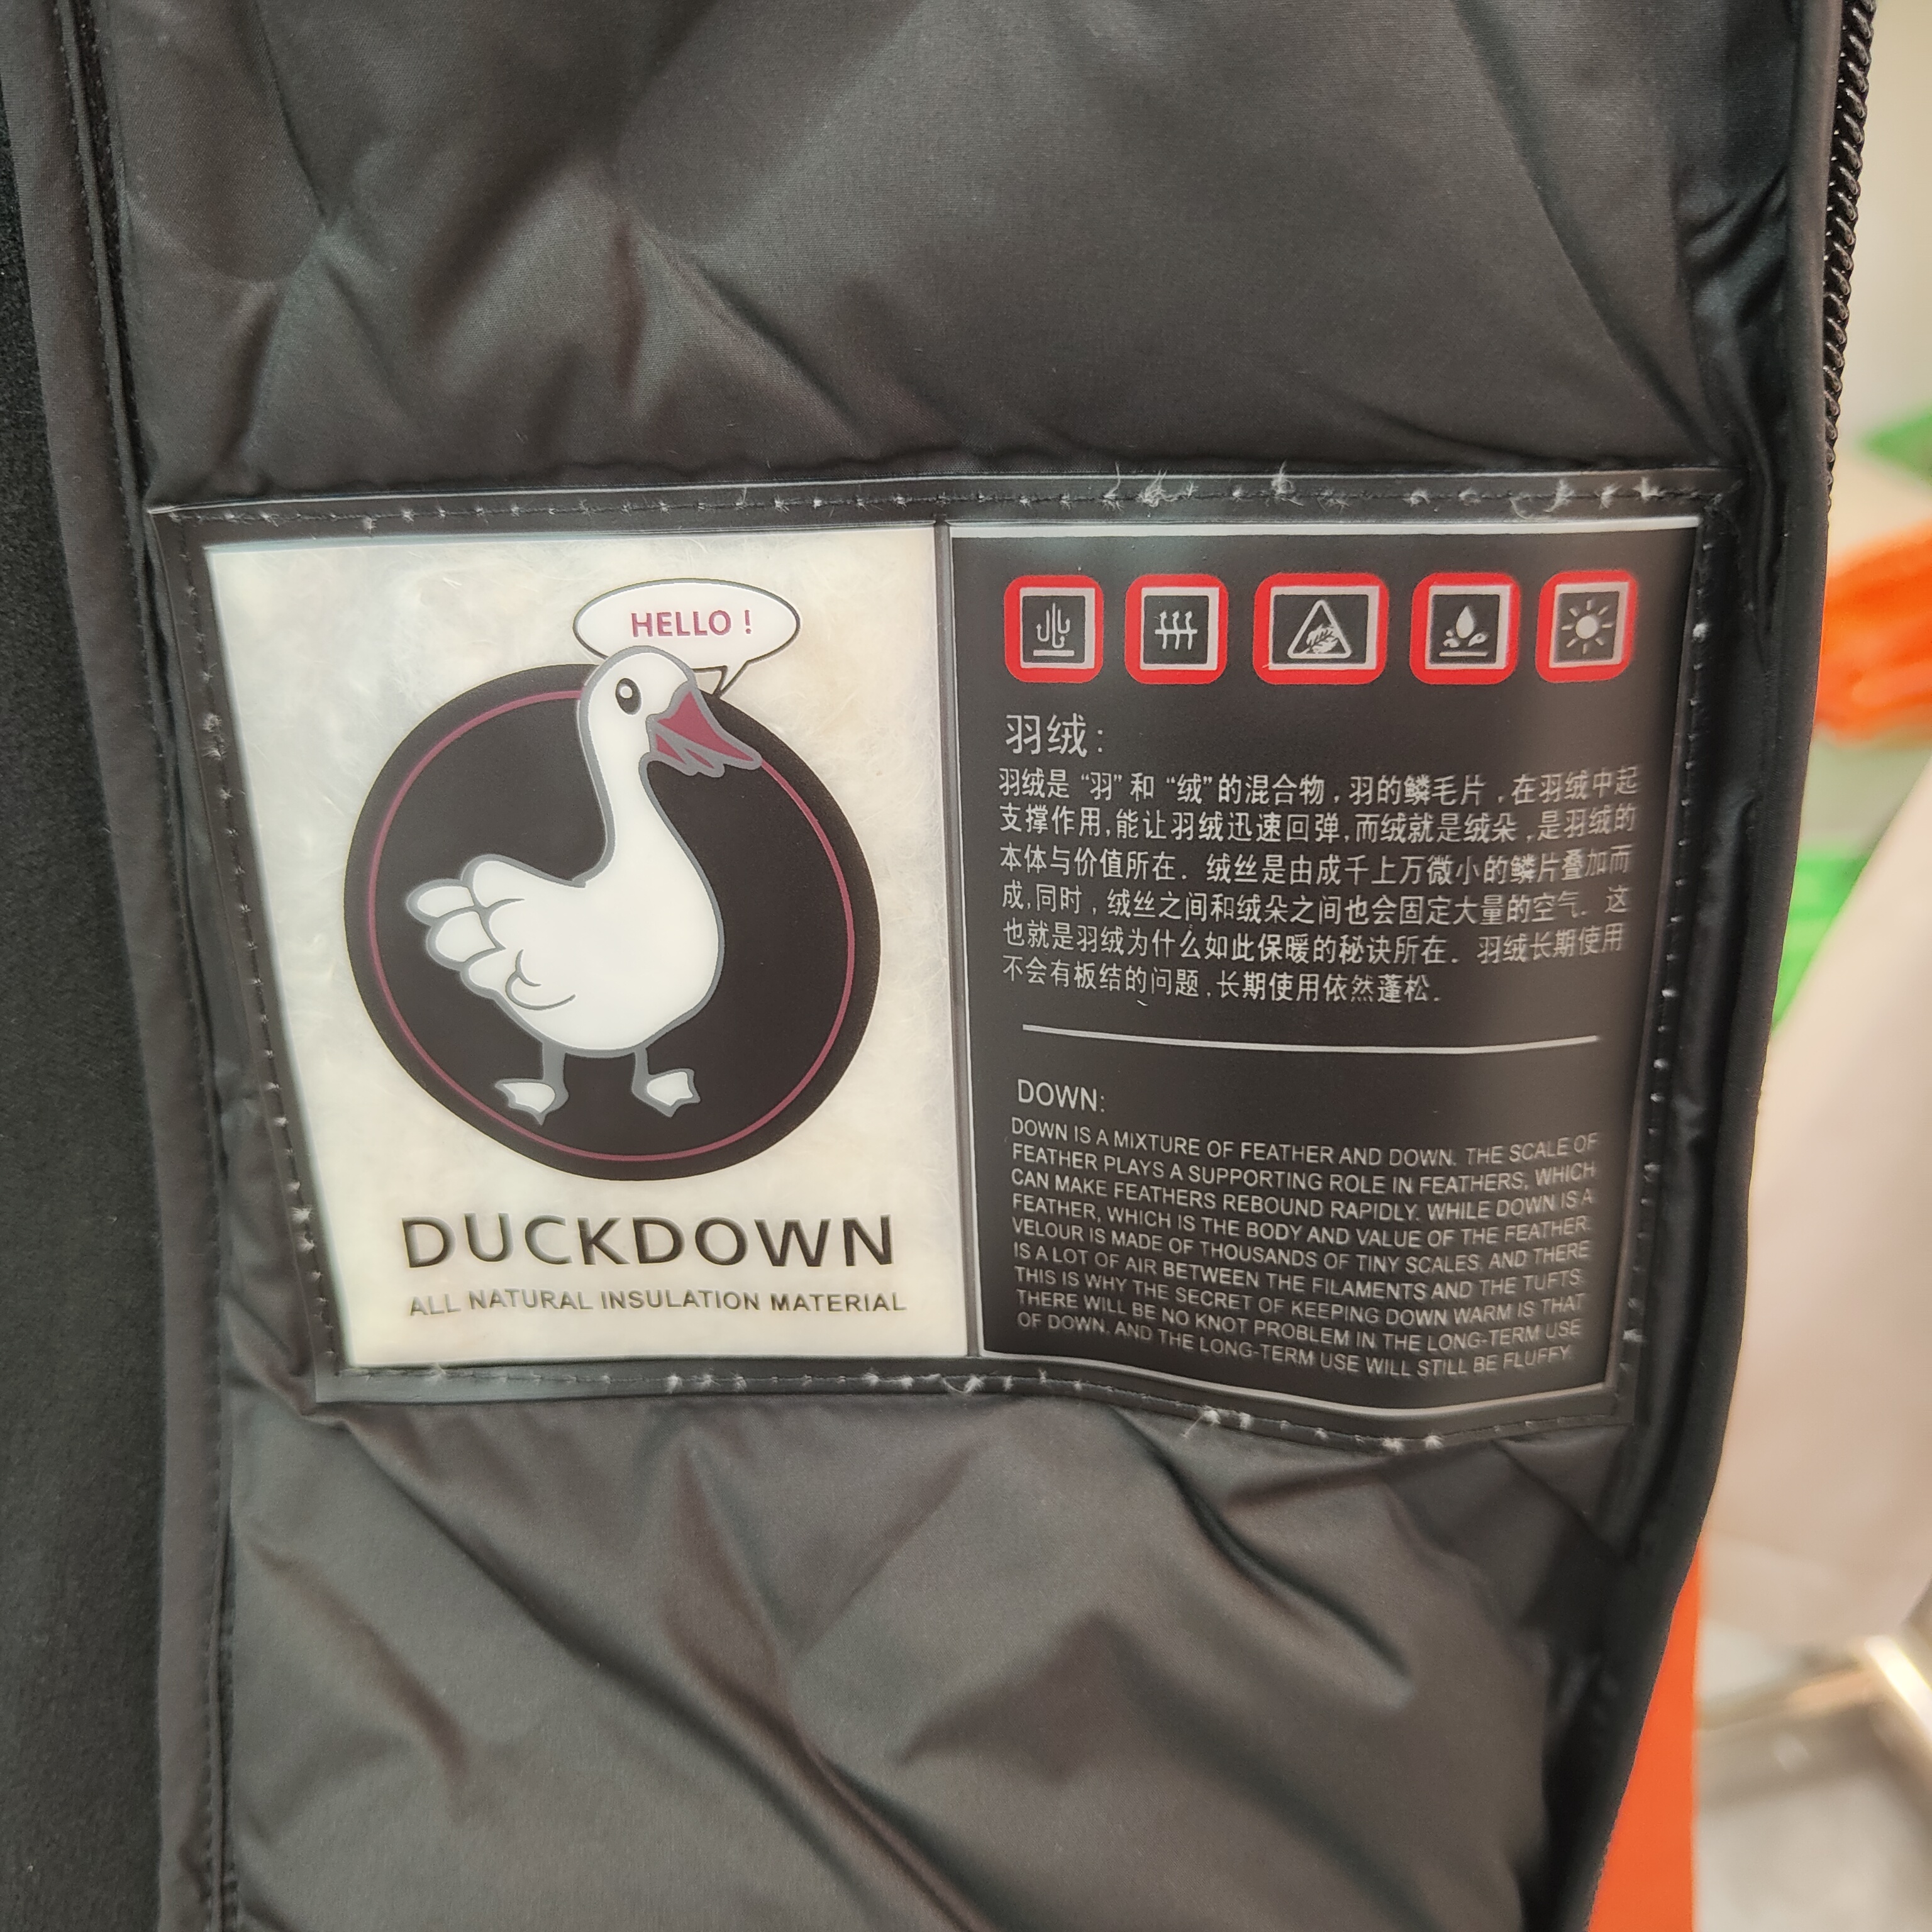 HELLO !
DUCKDOWN
ALL NATURAL INSULATION MATERIAL
羽绒:
羽绒是 “羽” 和 “绒” 的混合物 , 羽的鳞毛片 , 在羽绒中起
支撑作用,能让羽绒迅速回弹,而绒就是绒朵 ,是羽绒的
本体与价值所在. 绒丝是由成千上万微小的鳞片叠加而
成,同时 , 绒丝之间和绒朵之间也会固定大量的空气. 这
也就是羽绒为什么如此保暖的秘诀所在. 羽绒长期使用
不会有板结的问题 , 长期使用依然蓬松.
DOWN:
DOWN IS A MIXTURE OF FEATHER AND DOWN. THE SCALE OF
FEATHER PLAYS A SUPPORTING ROLE IN FEATHERS, WHICH
CAN MAKE FEATHERS REBOUND RAPIDLY. WHILE DOWN IS A
FEATHER, WHICH IS THE BODY AND VALUE OF THE FEATHER.
VELOUR IS MADE OF THOUSANDS OF TINY SCALES, AND THERE
IS A LOT OF AIR BETWEEN THE FILAMENTS AND THE TUFTS.
THIS IS WHY THE SECRET OF KEEPING DOWN WARM IS THAT
THERE WILL BE NO KNOT PROBLEM IN THE LONG-TERM USE
OF DOWN, AND THE LONG-TERM USE WILL STILL BE FLUFFY.